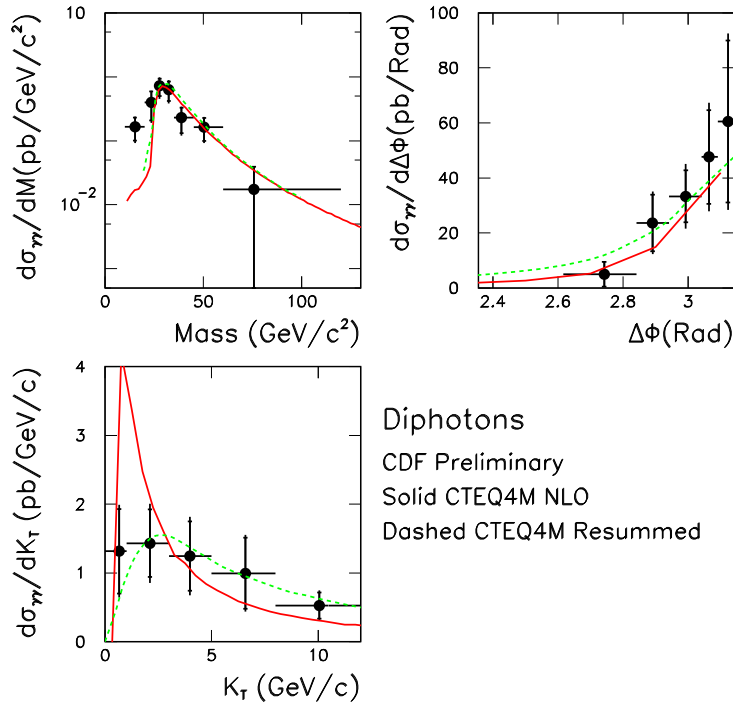 10
10⁻²
dσγγ/dM(pb/GeV/c²)
0
50
100
Mass (GeV/c²)
100
80
60
40
20
0
dσγγ/dΔΦ(pb/Rad)
2.4
2.6
2.8
3
ΔΦ(Rad)
4
3
2
1
0
dσγγ/dK_T (pb/GeV/c)
0
5
10
K_T (GeV/c)
Diphotons
CDF Preliminary
Solid CTEQ4M NLO
Dashed CTEQ4M Resummed